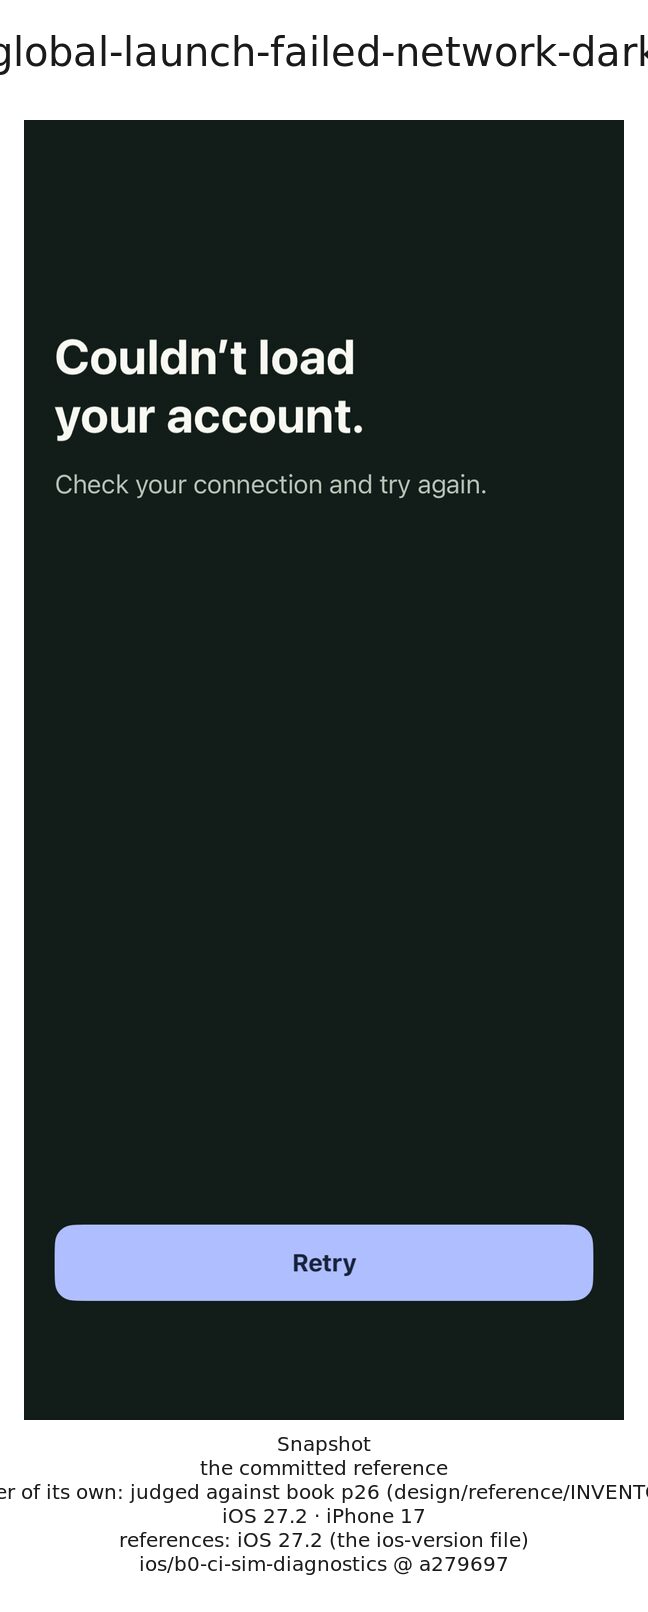 global-launch-failed-network-dark
Couldn’t load
your account.
Check your connection and try again.
Retry
Snapshot
the committed reference
of its own: judged against book p26 (design/reference/
iOS 27.2 · iPhone 17
references: iOS 27.2 (the ios-version file)
ios/b0-ci-sim-diagnostics @ a279697